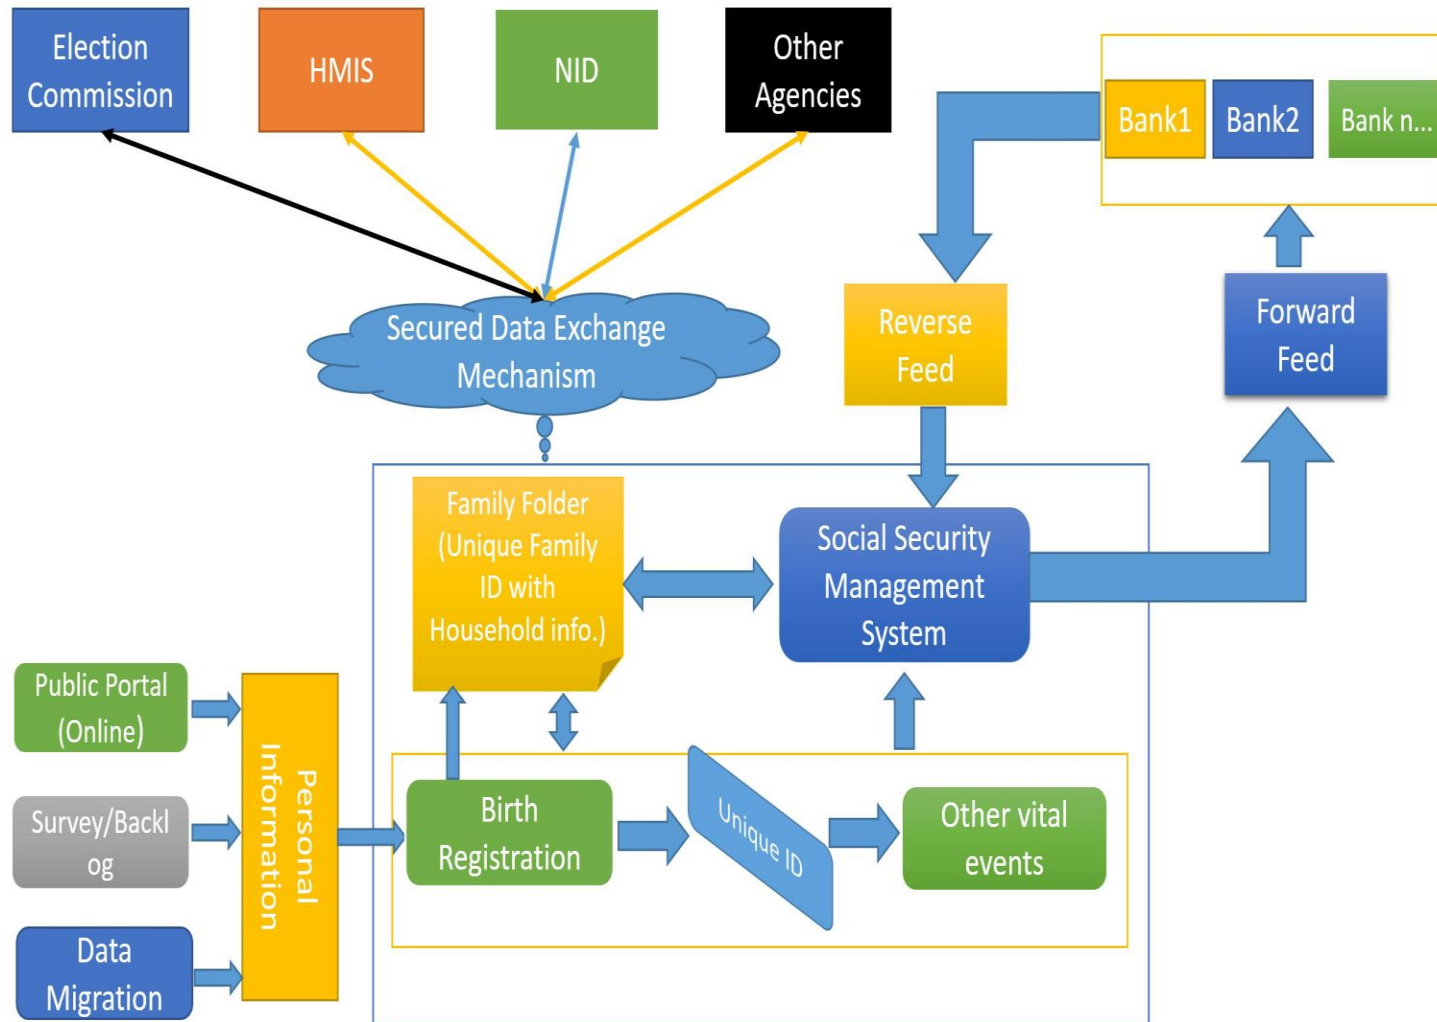 Election
Commission
HMIS
NID
Other
Agencies
Bank1
Bank2
Bank n...
Secured Data Exchange
Mechanism
Reverse
Feed
Forward
Feed
Family Folder
(Unique Family
ID with
Household info.)
Social Security
Management
System
Public Portal
(Online)
Survey/Backl
og
Data
Migration
Personal
Information
Birth
Registration
Unique ID
Other vital
events